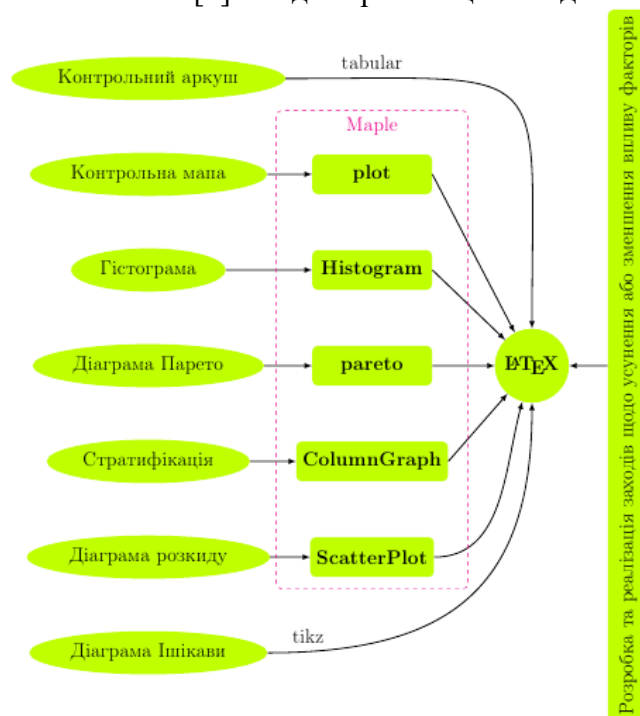 Контрольний аркуш
tabular
Maple
Контрольна мапа
plot
Гістограма
Histogram
Діаграма Парето
pareto
LATEX
Стратифікація
ColumnGraph
Діаграма розкиду
ScatterPlot
tikz
Діаграма Ішікави
Розробка та реалізація заходів щодо усунення або зменшення впливу факторів